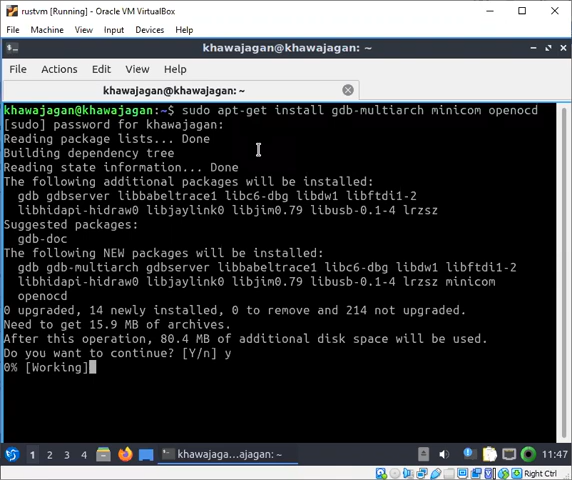 rustvm [Running] - Oracle VM VirtualBox
File Machine View Input Devices Help
khawajagan@khawajagan: ~
File Actions Edit View Help
khawajagan@khawajagan: ~
khawajagan@khawajagan:~$ sudo apt-get install gdb-multiarch minicom openocd
[sudo] password for khawajagan:
Reading package lists... Done
Building dependency tree
Reading state information... Done
The following additional packages will be installed:
gdb gdbserver libbabeltrace1 libc6-dbg libdw1 libftdi1-2
libhidapi-hidraw0 libjaylink0 libjim0.79 libusb-0.1-4 lrzsz
Suggested packages:
gdb-doc
The following NEW packages will be installed:
gdb gdb-multiarch gdbserver libbabeltrace1 libc6-dbg libdw1 libftdi1-2
libhidapi-hidraw0 libjaylink0 libjim0.79 libusb-0.1-4 lrzsz minicom
openocd
0 upgraded, 14 newly installed, 0 to remove and 214 not upgraded.
Need to get 15.9 MB of archives.
After this operation, 80.4 MB of additional disk space will be used.
Do you want to continue? [Y/n] y
0% [Working]
1 2 3 4 khawajaga...ajagan: ~ 11:47
Right Ctrl